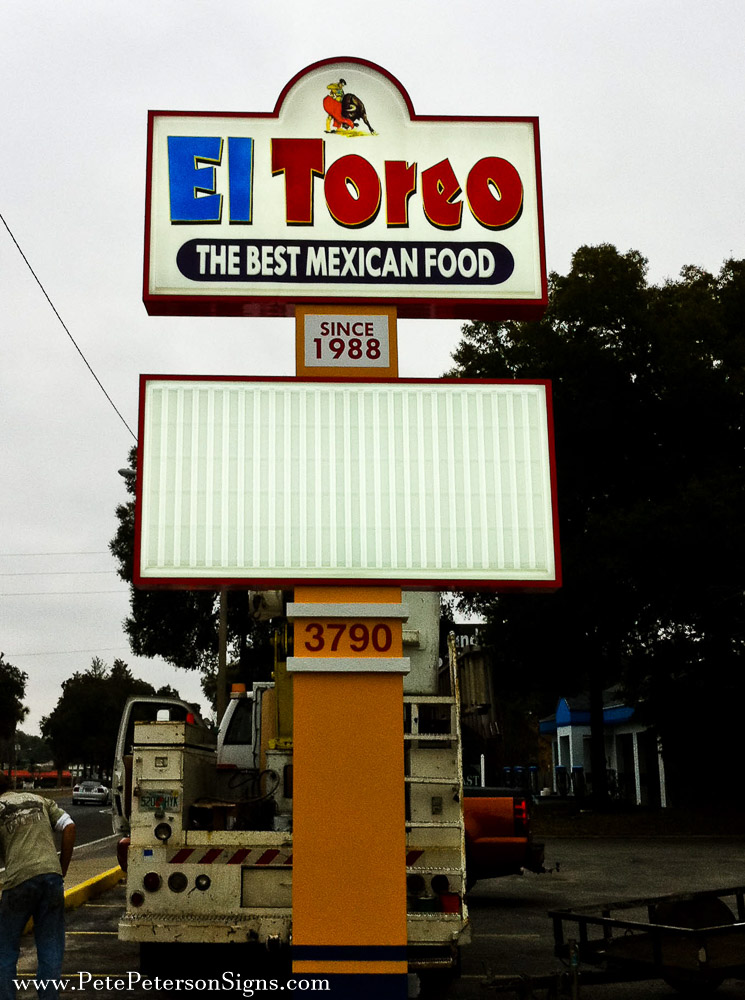 El Toreo
THE BEST MEXICAN FOOD
SINCE
1988
3790
www.PetePetersonSigns.com